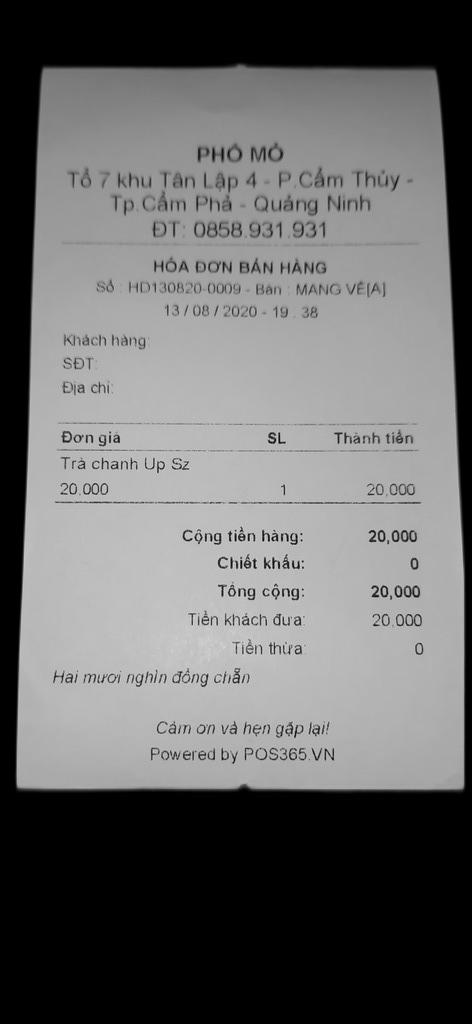 PHỐ MỎ
Tổ 7 khu Tân Lập 4 - P.Cẩm Thủy -
Tp.Cẩm Phả - Quảng Ninh
ĐT: 0858.931.931
HÓA ĐƠN BÁN HÀNG
Số : HD130820-0009 - Bàn : MANG VỀ[A]
13 / 08 / 2020 - 19 : 38
Khách hàng:
SĐT:
Địa chỉ:
Đơn giá SL Thành tiền
Trà chanh Up Sz
20.000 1 20,000
Cộng tiền hàng: 20,000
Chiết khấu: 0
Tổng cộng: 20,000
Tiền khách đưa: 20,000
Tiền thừa: 0
Hai mươi nghìn đồng chẵn
Cảm ơn và hẹn gặp lại!
Powered by POS365.VN